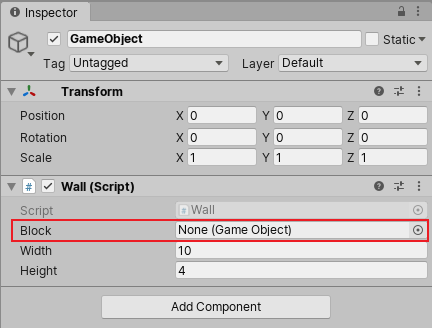 Inspector
GameObject Static
Tag Untagged Layer Default
Transform
Position X 0 Y 0 Z 0
Rotation X 0 Y 0 Z 0
Scale X 1 Y 1 Z 1
# Wall (Script)
Script # Wall
Block None (Game Object)
Width 10
Height 4
Add Component